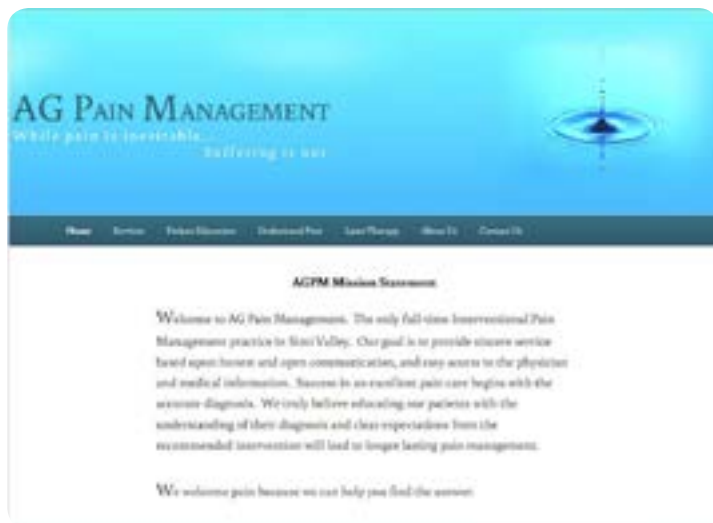 AG PAIN MANAGEMENT
While pain is inevitable...
Suffering is not
Home Services Patient Education Understand Pain Laser Therapy About Us Contact Us
AGPM Mission Statement
Welcome to AG Pain Management. The only full-time Interventional Pain
Management practice in Simi Valley. Our goal is to provide sincere service
based upon honest and open communication, and easy access to the physician
and medical information. Success in an excellent pain care begins with the
accurate diagnosis. We truly believe educating our patients with the
understanding of their diagnosis and clear expectations from the
recommended intervention will lead to longer lasting pain management.
We welcome pain because we can help you find the answer